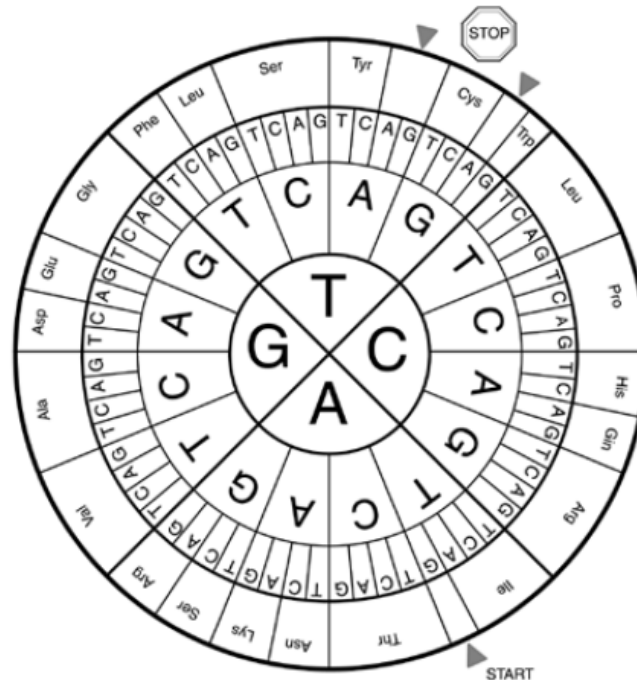 STOP
Phe
Leu
Ser
Tyr
Cys
Trp
Leu
Pro
His
Gln
Arg
Ile
START
Thr
Asn
Lys
Ser
Arg
Val
Ala
Asp
Glu
Gly
T C A G T C A G T C A G T C A G
T C A G T C A G T C A G T C A G
T C A G T C A G T C A G T C A G
T C A G T C A G T C A G T C A G
T C A G
T C A G
T C A G
T C A G
T
G C
A